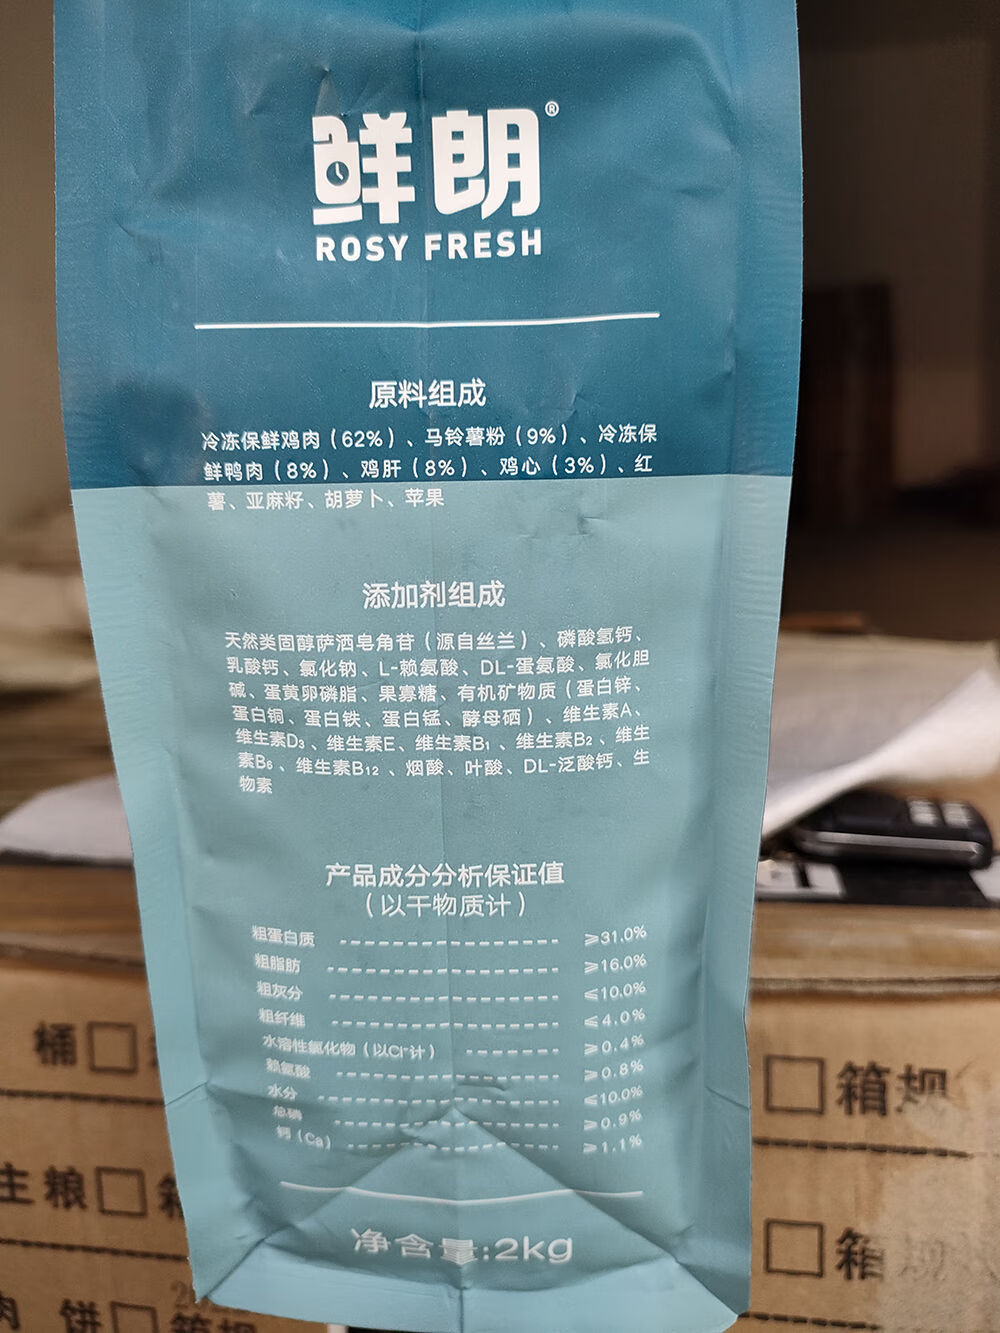 鲜朗®
ROSY FRESH
原料组成
冷冻保鲜鸡肉（62%）、马铃薯粉（9%）、冷冻保
鲜鸭肉（8%）、鸡肝（8%）、鸡心（3%）、红
薯、亚麻籽、胡萝卜、苹果
添加剂组成
天然类固醇萨洒皂角苷（源自丝兰）、磷酸氢钙、
乳酸钙、氯化钠、L-赖氨酸、DL-蛋氨酸、氯化胆
碱、蛋黄卵磷脂、果寡糖、有机矿物质（蛋白锌、
蛋白铜、蛋白铁、蛋白锰、酵母硒）、维生素A、
维生素D₃、维生素E、维生素B₁、维生素B₂、维生
素B₆、维生素B₁₂、烟酸、叶酸、DL-泛酸钙、生
物素
产品成分分析保证值
（以干物质计）
粗蛋白质 ≥31.0%
粗脂肪 ≥16.0%
粗灰分 ≤10.0%
粗纤维 ≤4.0%
水溶性氯化物（以Cl⁻计） ≥0.4%
赖氨酸 ≥0.8%
水分 ≤10.0%
总磷 ≥0.9%
钙（Ca） ≥1.1%
净含量:2kg
桶□
□箱规
主粮□箱
□箱规
肉饼□箱规